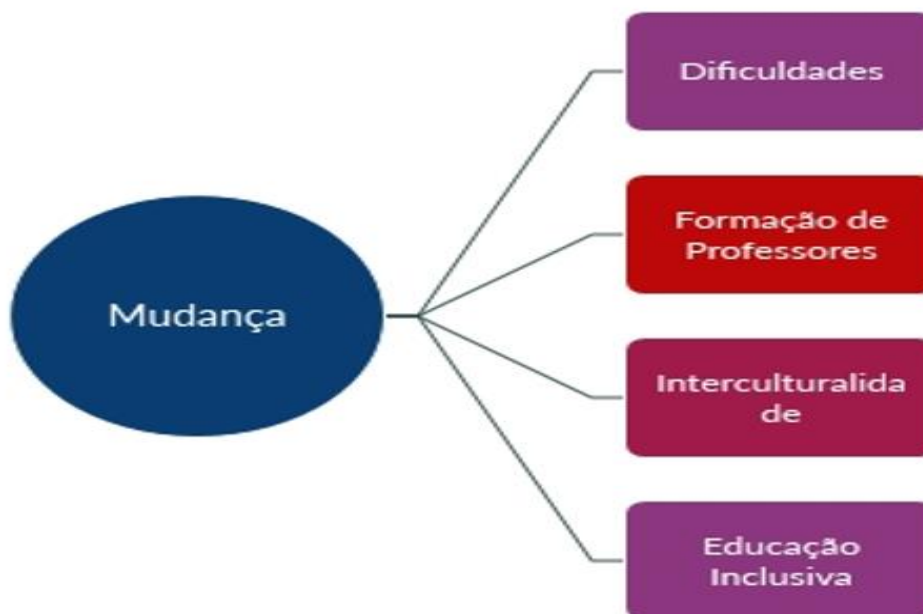 Mudança
Dificuldades
Formação de
Professores
Interculturalida
de
Educação
Inclusiva